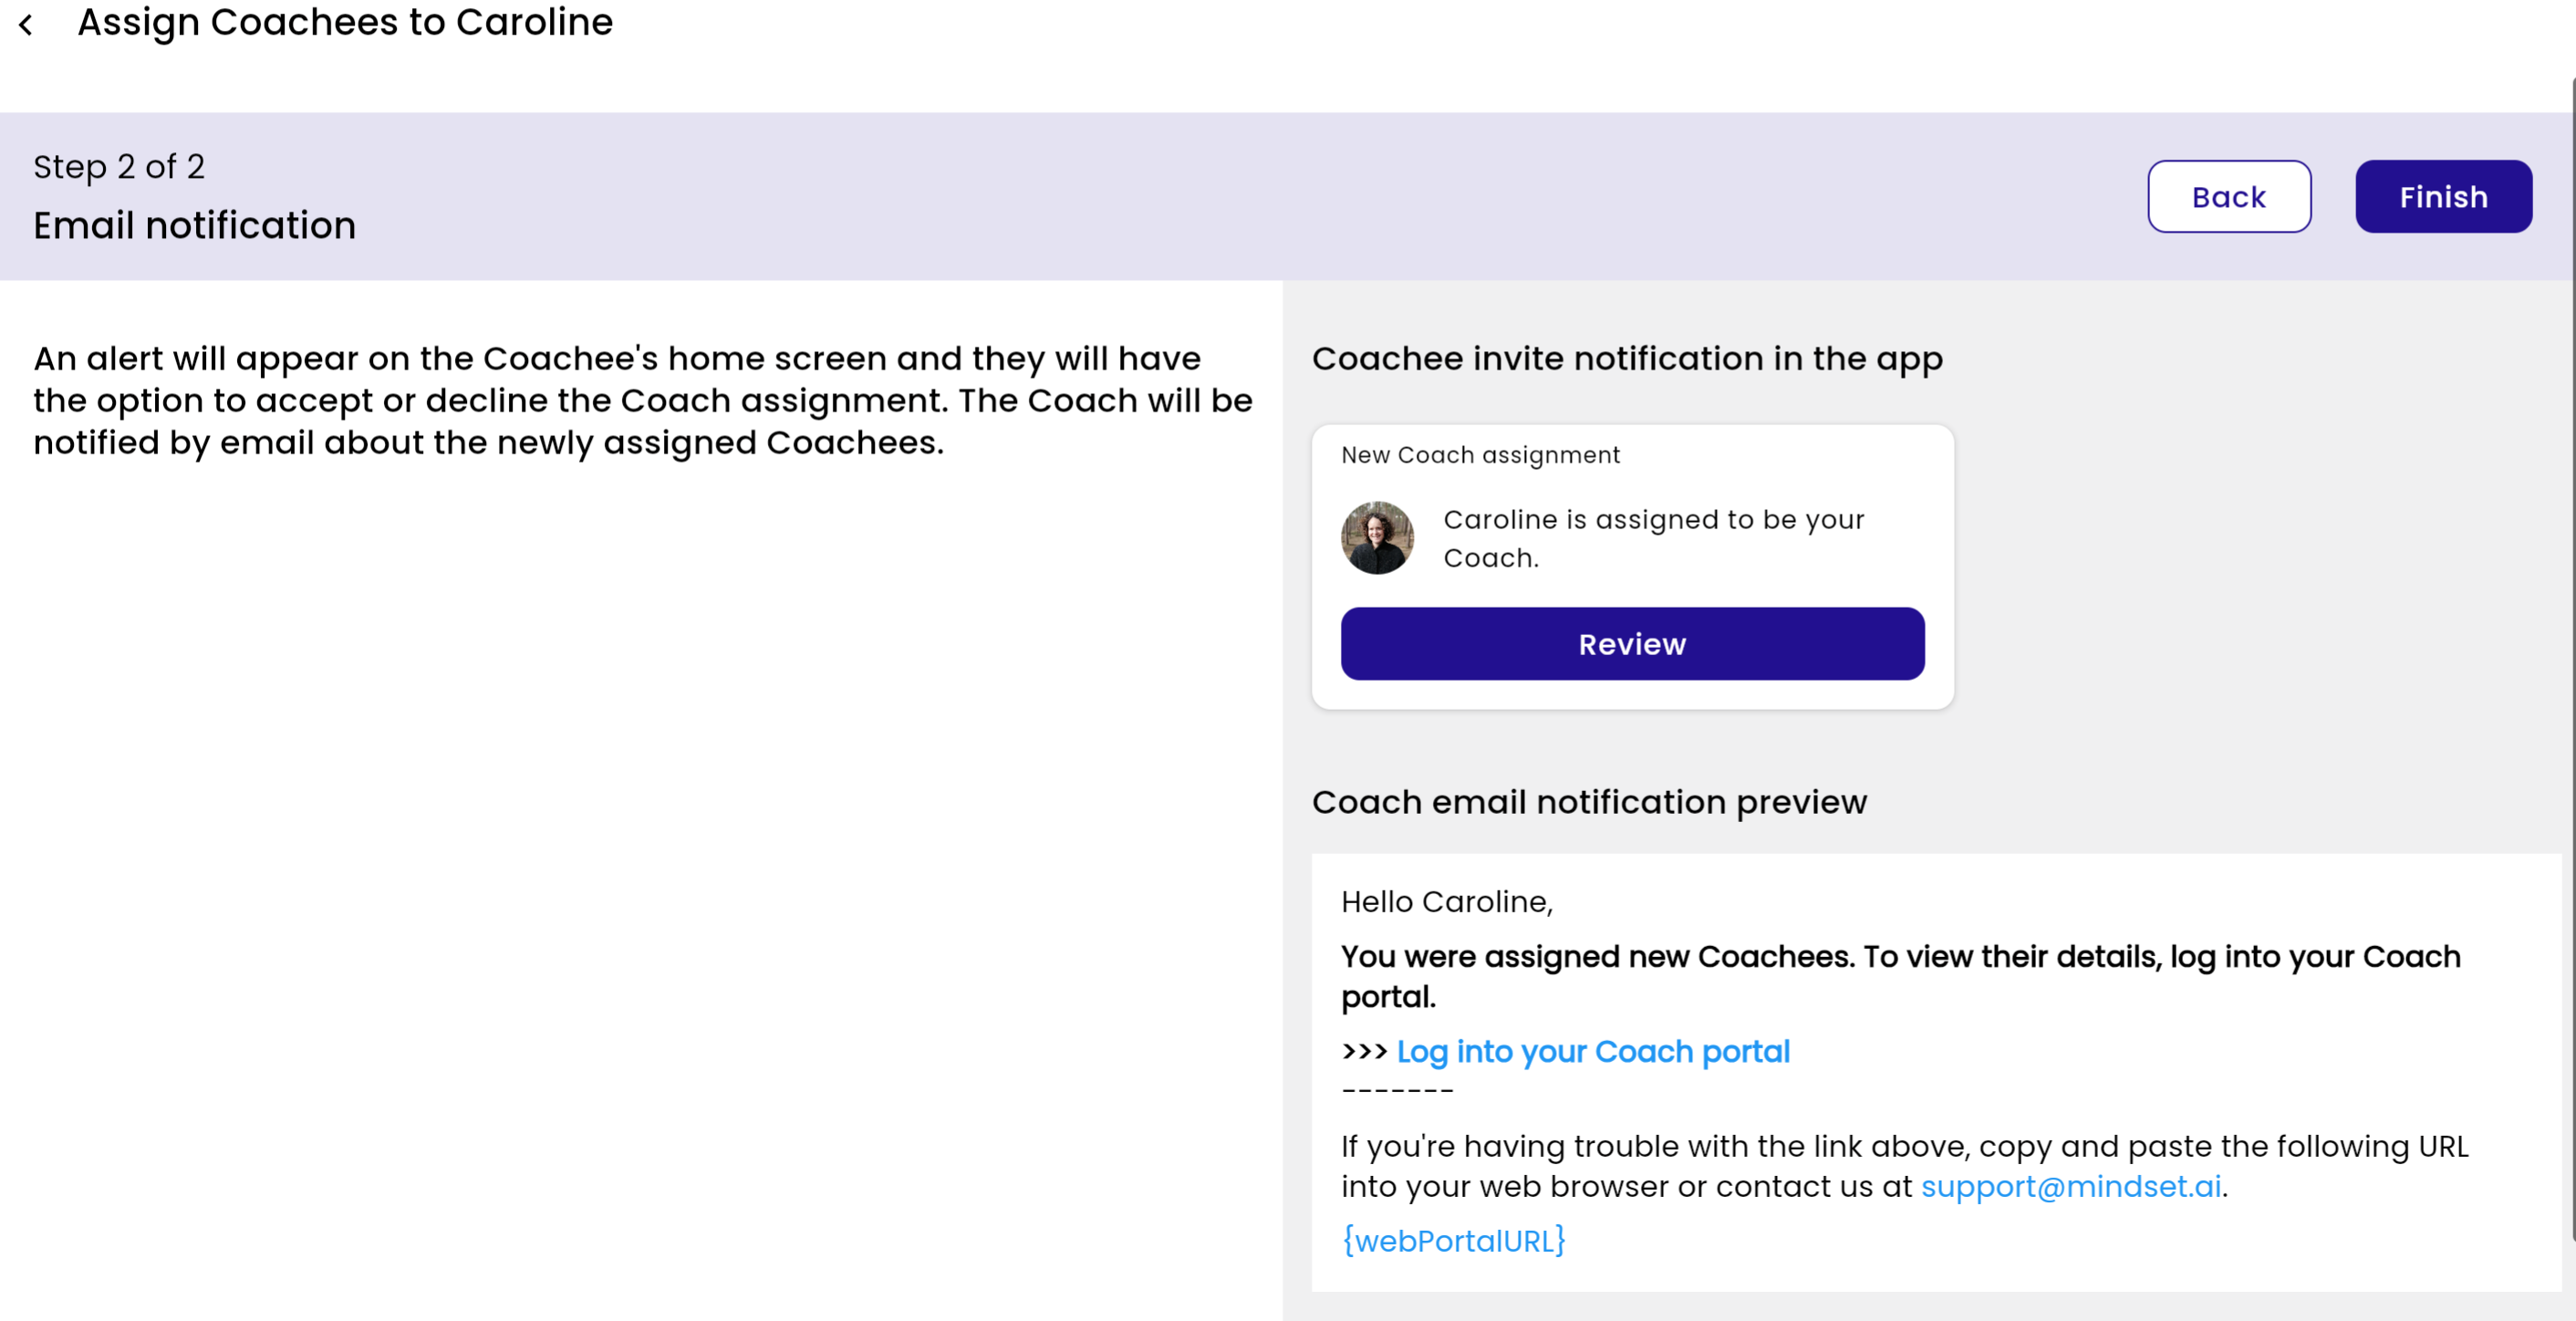 Assign Coachees to Caroline
Step 2 of 2
Email notification
Back
Finish
An alert will appear on the Coachee's home screen and they will have
the option to accept or decline the Coach assignment. The Coach will be
notified by email about the newly assigned Coachees.
Coachee invite notification in the app
New Coach assignment
Caroline is assigned to be your
Coach.
Review
Coach email notification preview
Hello Caroline,
You were assigned new Coachees. To view their details, log into your Coach
portal.
>>> Log into your Coach portal
-------
If you're having trouble with the link above, copy and paste the following URL
into your web browser or contact us at support@mindset.ai.
{webPortalURL}